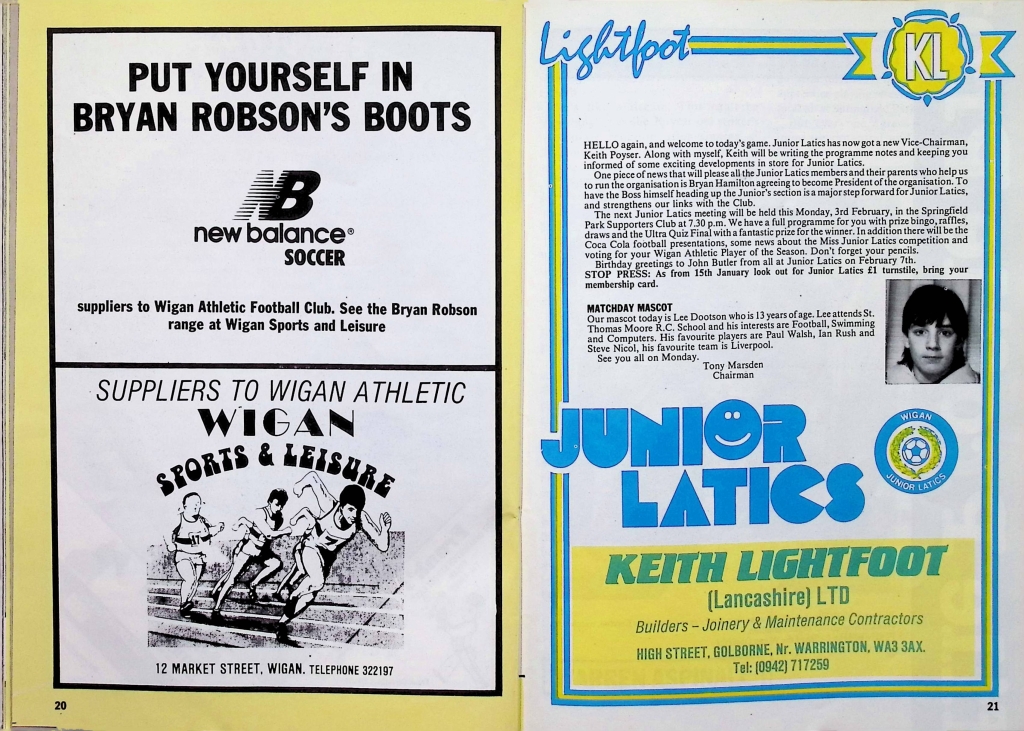 PUT YOURSELF IN
BRYAN ROBSON'S BOOTS
NB
new balance®
SOCCER
suppliers to Wigan Athletic Football Club. See the Bryan Robson
range at Wigan Sports and Leisure
SUPPLIERS TO WIGAN ATHLETIC
WIGAN
SPORTS & LEISURE
12 MARKET STREET, WIGAN. TELEPHONE 322197
20
Lightfoot
KL
HELLO again, and welcome to today's game. Junior Latics has now got a new Vice-Chairman,
Keith Poyser. Along with myself, Keith will be writing the programme notes and keeping you
informed of some exciting developments in store for Junior Latics.
One piece of news that will please all the Junior Latics members and their parents who help us
to run the organisation is Bryan Hamilton agreeing to become President of the organisation. To
have the Boss himself heading up the Junior's section is a major step forward for Junior Latics,
and strengthens our links with the Club.
The next Junior Latics meeting will be held this Monday, 3rd February, in the Springfield
Park Supporters Club at 7.30 p.m. We have a full programme for you with prize bingo, raffles,
draws and the Ultra Quiz Final with a fantastic prize for the winner. In addition there will be the
Coca Cola football presentations, some news about the Miss Junior Latics competition and
voting for your Wigan Athletic Player of the Season. Don't forget your pencils.
Birthday greetings to John Butler from all at Junior Latics on February 7th.
STOP PRESS: As from 15th January look out for Junior Latics £1 turnstile, bring your
membership card.
MATCHDAY MASCOT
Our mascot today is Lee Dootson who is 13 years of age. Lee attends St.
Thomas Moore R.C. School and his interests are Football, Swimming
and Computers. His favourite players are Paul Walsh, Ian Rush and
Steve Nicol, his favourite team is Liverpool.
See you all on Monday.
Tony Marsden
Chairman
JUNIOR
LATICS
WIGAN
JUNIOR LATICS
KEITH LIGHTFOOT
(Lancashire) LTD
Builders – Joinery & Maintenance Contractors
HIGH STREET, GOLBORNE, Nr. WARRINGTON, WA3 3AX.
Tel: (0942) 717259
21